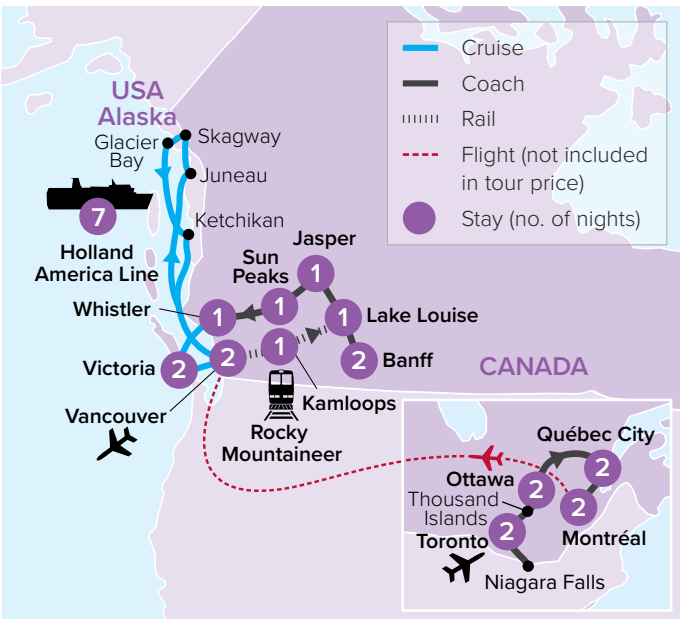 Cruise
Coach
Rail
Flight (not included
in tour price)
Stay (no. of nights)
USA
Alaska
Glacier
Bay
Skagway
Juneau
7
Ketchikan
Holland
America Line
Jasper
Sun
Peaks
1
1
Whistler
1
1
Lake Louise
Victoria
2
2
1
2
Banff
CANADA
Vancouver
Kamloops
Rocky
Mountaineer
Québec City
2
Ottawa
2
Thousand
Islands
2
Toronto
2
Montréal
Niagara Falls